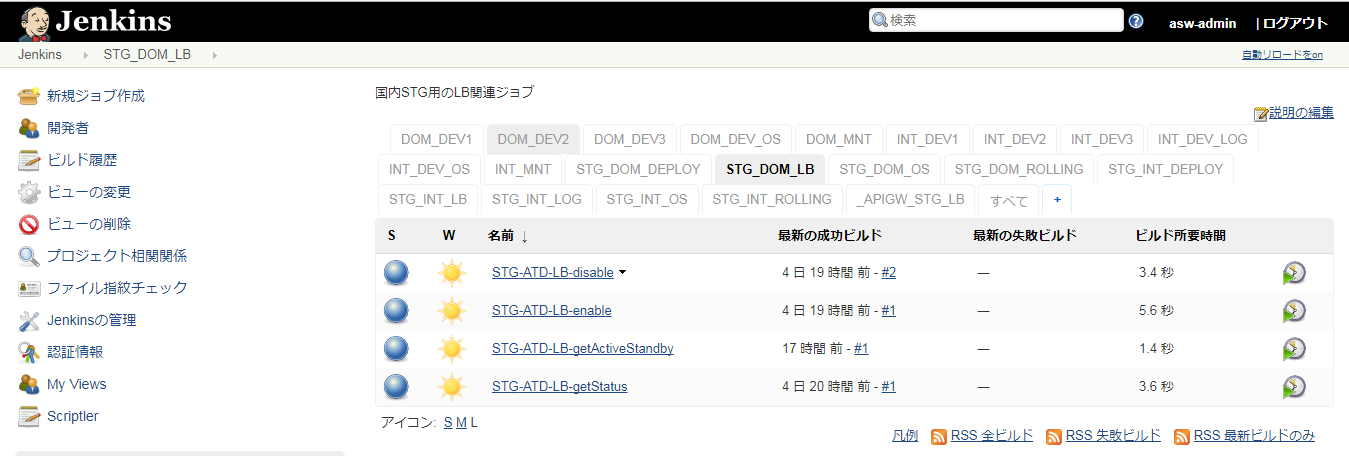 Jenkins 検索 asw-admin | ログアウト
Jenkins STG_DOM_LB 自動リロードをon
新規ジョブ作成
開発者
ビルド履歴
ビューの変更
ビューの削除
プロジェクト相関関係
ファイル指紋チェック
Jenkinsの管理
認証情報
My Views
Scriptler
国内STG用のLB関連ジョブ
説明の編集
DOM_DEV1 DOM_DEV2 DOM_DEV3 DOM_DEV_OS DOM_MNT INT_DEV1 INT_DEV2 INT_DEV3 INT_DEV_LOG
INT_DEV_OS INT_MNT STG_DOM_DEPLOY STG_DOM_LB STG_DOM_OS STG_DOM_ROLLING STG_INT_DEPLOY
STG_INT_LB STG_INT_LOG STG_INT_OS STG_INT_ROLLING _APIGW_STG_LB すべて +
S W 名前 ↓ 最新の成功ビルド 最新の失敗ビルド ビルド所要時間
STG-ATD-LB-disable 4 日 19 時間 前 - #2 — 3.4 秒
STG-ATD-LB-enable 4 日 19 時間 前 - #1 — 5.6 秒
STG-ATD-LB-getActiveStandby 17 時間 前 - #1 — 1.4 秒
STG-ATD-LB-getStatus 4 日 20 時間 前 - #1 — 3.6 秒
アイコン: S M L
凡例 RSS 全ビルド RSS 失敗ビルド RSS 最新ビルドのみ